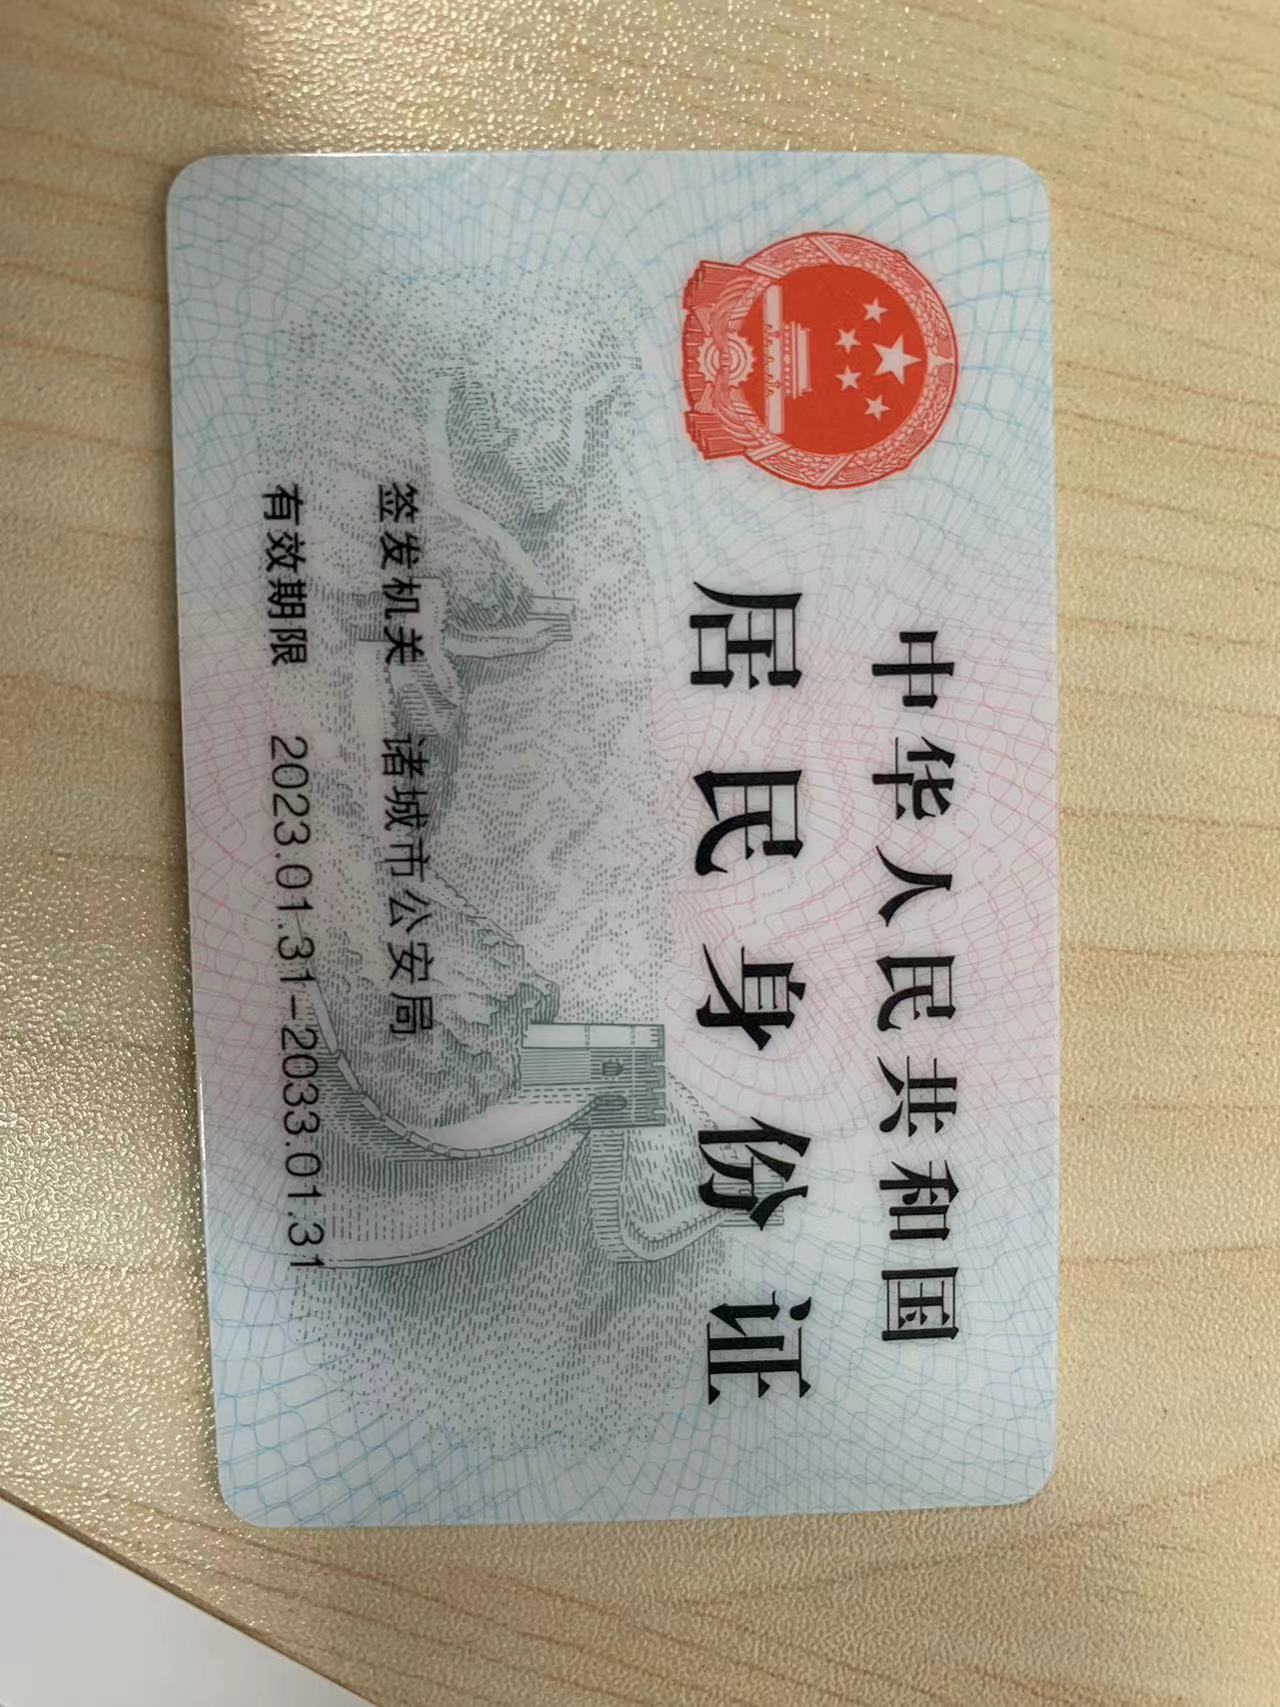 中华人民共和国
居民身份证
签发机关 诸城市公安局
有效期限 2023.01.31-2033.01.31